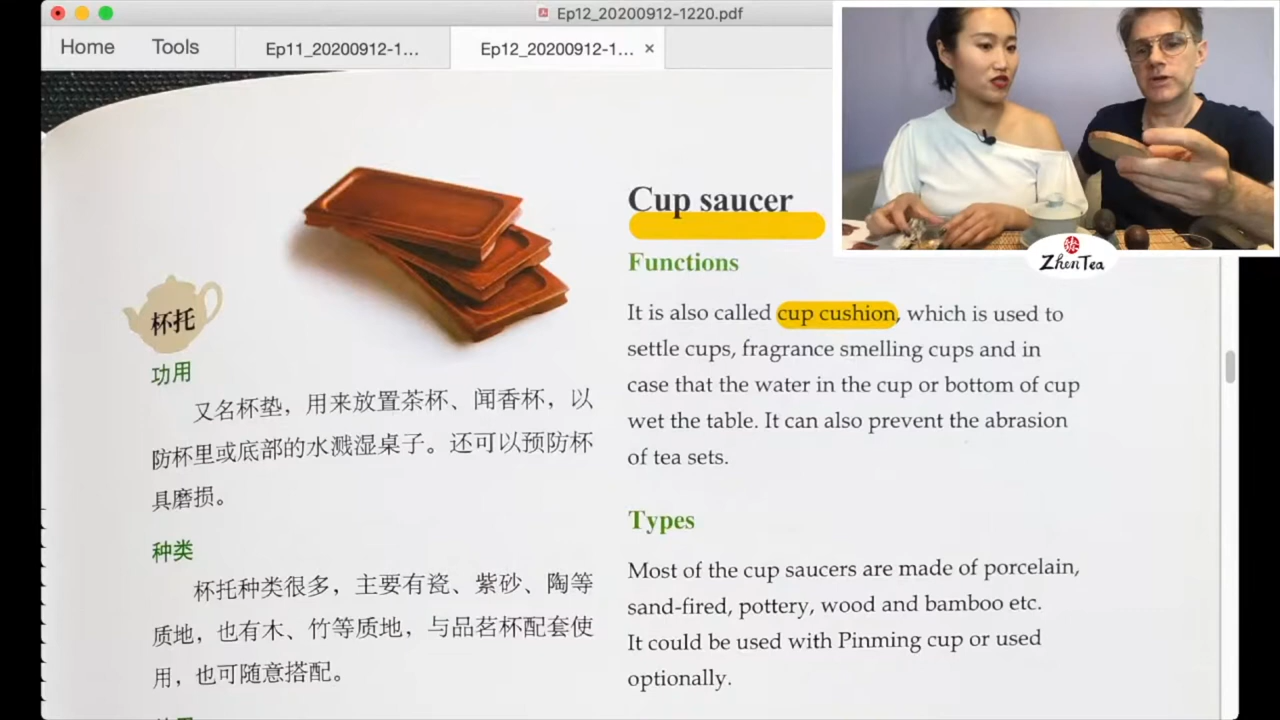 Ep12_20200912-1220.pdf
Home
Tools
Ep11_20200912-1...
Ep12_20200912-1... ×
ZhenTea
杯托
功用
又名杯垫，用来放置茶杯、闻香杯，以
防杯里或底部的水溅湿桌子。还可以预防杯
具磨损。
种类
杯托种类很多，主要有瓷、紫砂、陶等
质地，也有木、竹等质地，与品茗杯配套使
用，也可随意搭配。
Cup saucer
Functions
It is also called cup cushion, which is used to
settle cups, fragrance smelling cups and in
case that the water in the cup or bottom of cup
wet the table. It can also prevent the abrasion
of tea sets.
Types
Most of the cup saucers are made of porcelain,
sand-fired, pottery, wood and bamboo etc.
It could be used with Pinming cup or used
optionally.